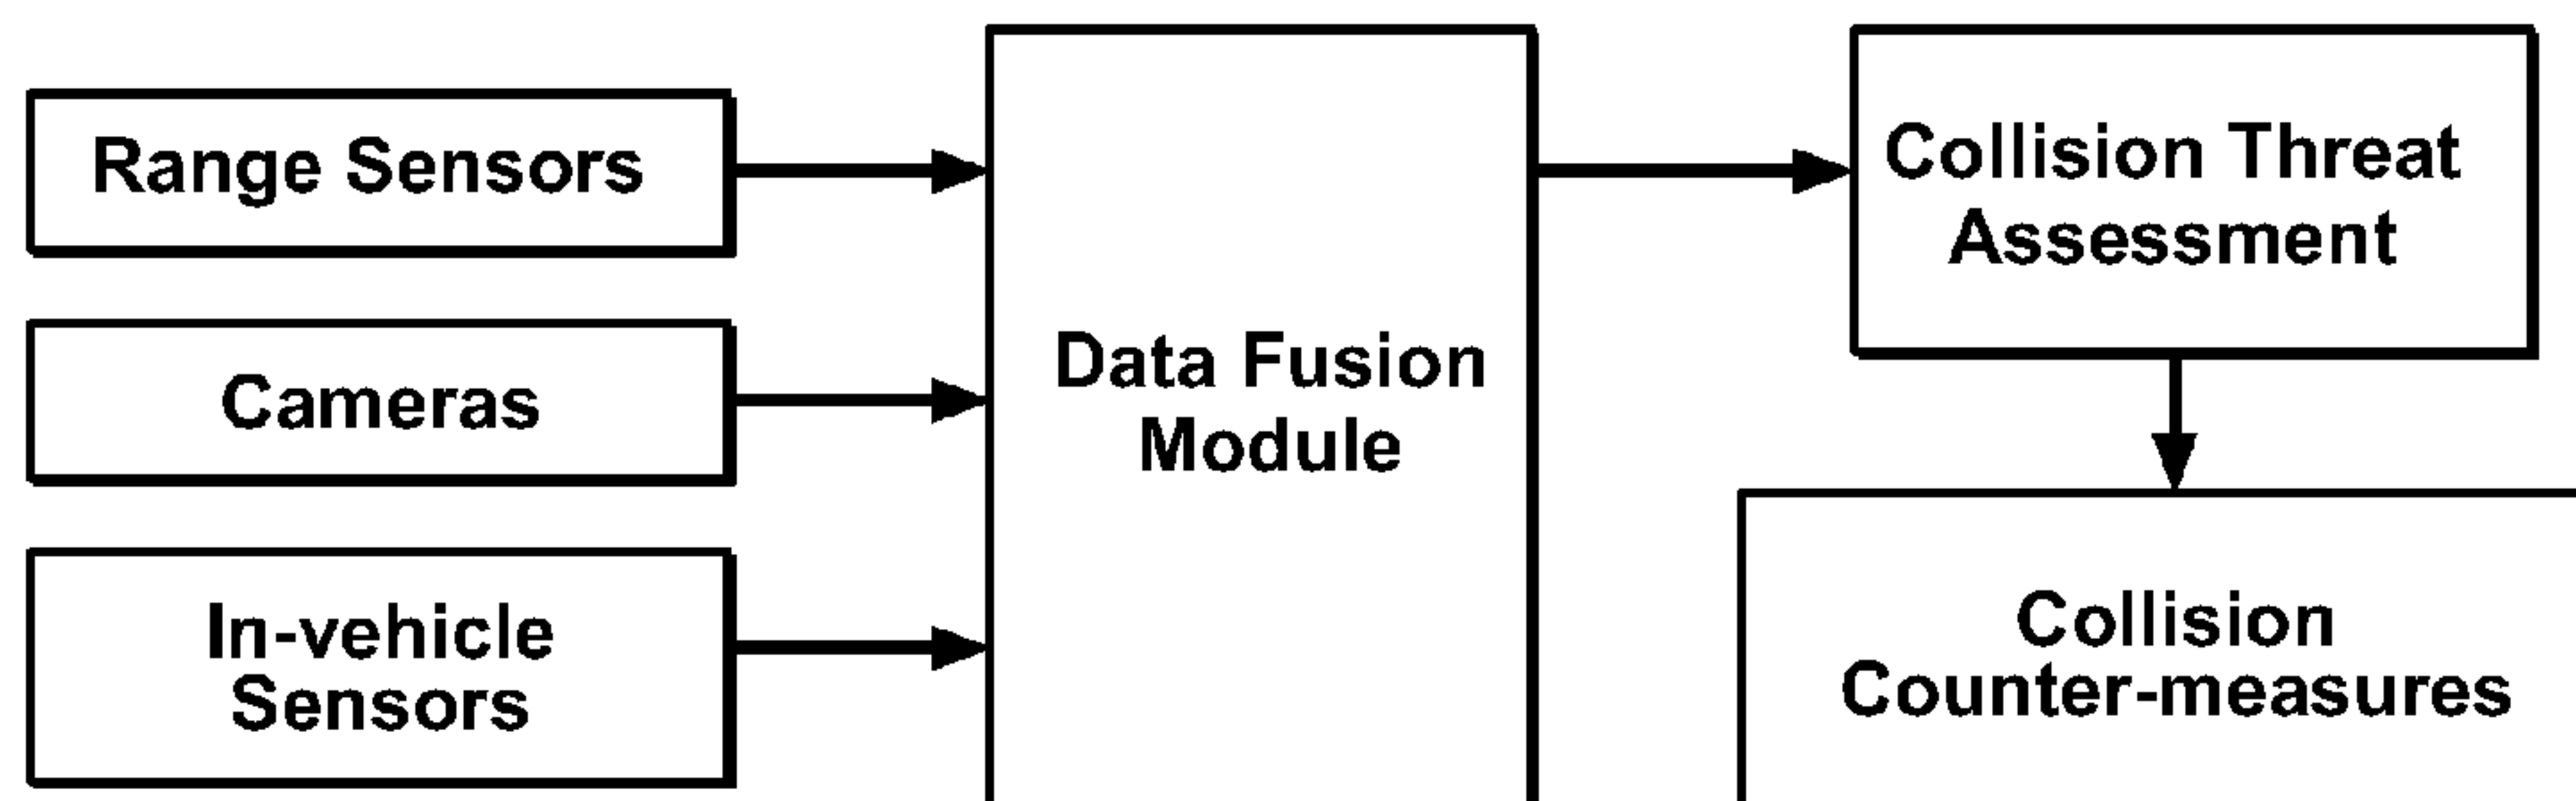 Range Sensors
Cameras
In-vehicle
Sensors
Data Fusion
Module
Collision Threat
Assessment
Collision
Counter-measures